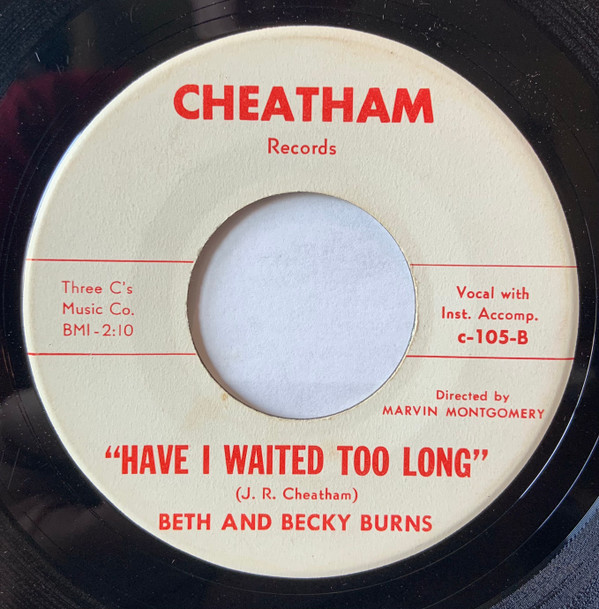 CHEATHAM
Records
Three C's
Music Co.
BMI-2:10
Vocal with
Inst. Accomp.
c-105-B
Directed by
MARVIN MONTGOMERY
"HAVE I WAITED TOO LONG"
(J. R. Cheatham)
BETH AND BECKY BURNS